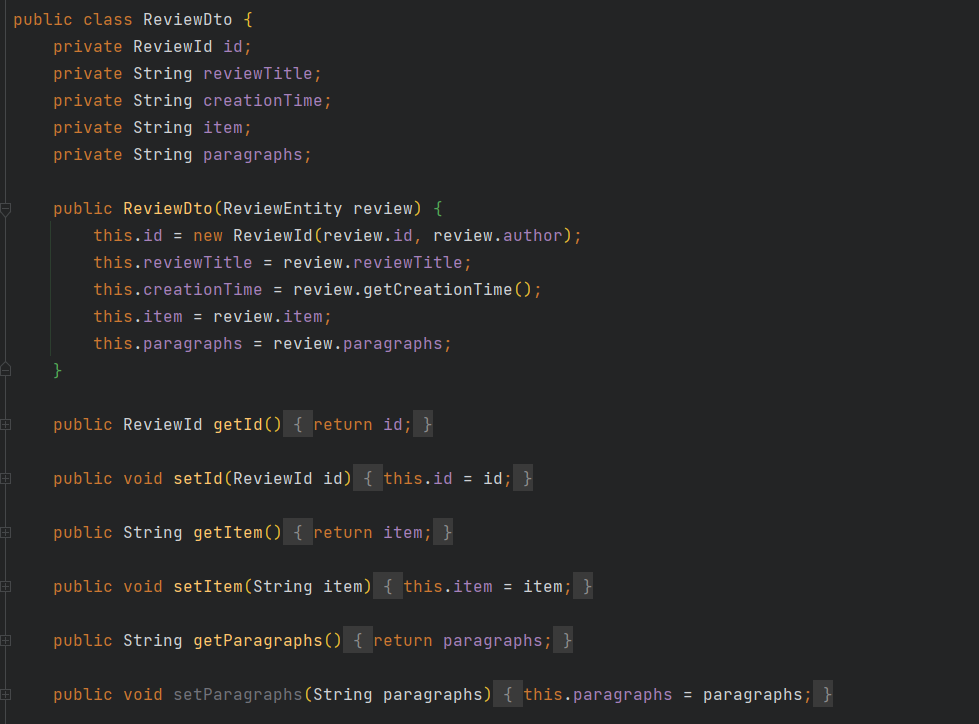 public class ReviewDto {
private ReviewId id;
private String reviewTitle;
private String creationTime;
private String item;
private String paragraphs;
public ReviewDto(ReviewEntity review) {
this.id = new ReviewId(review.id, review.author);
this.reviewTitle = review.reviewTitle;
this.creationTime = review.getCreationTime();
this.item = review.item;
this.paragraphs = review.paragraphs;
}
public ReviewId getId() { return id; }
public void setId(ReviewId id) { this.id = id; }
public String getItem() { return item; }
public void setItem(String item) { this.item = item; }
public String getParagraphs() { return paragraphs; }
public void setParagraphs(String paragraphs) { this.paragraphs = paragraphs; }